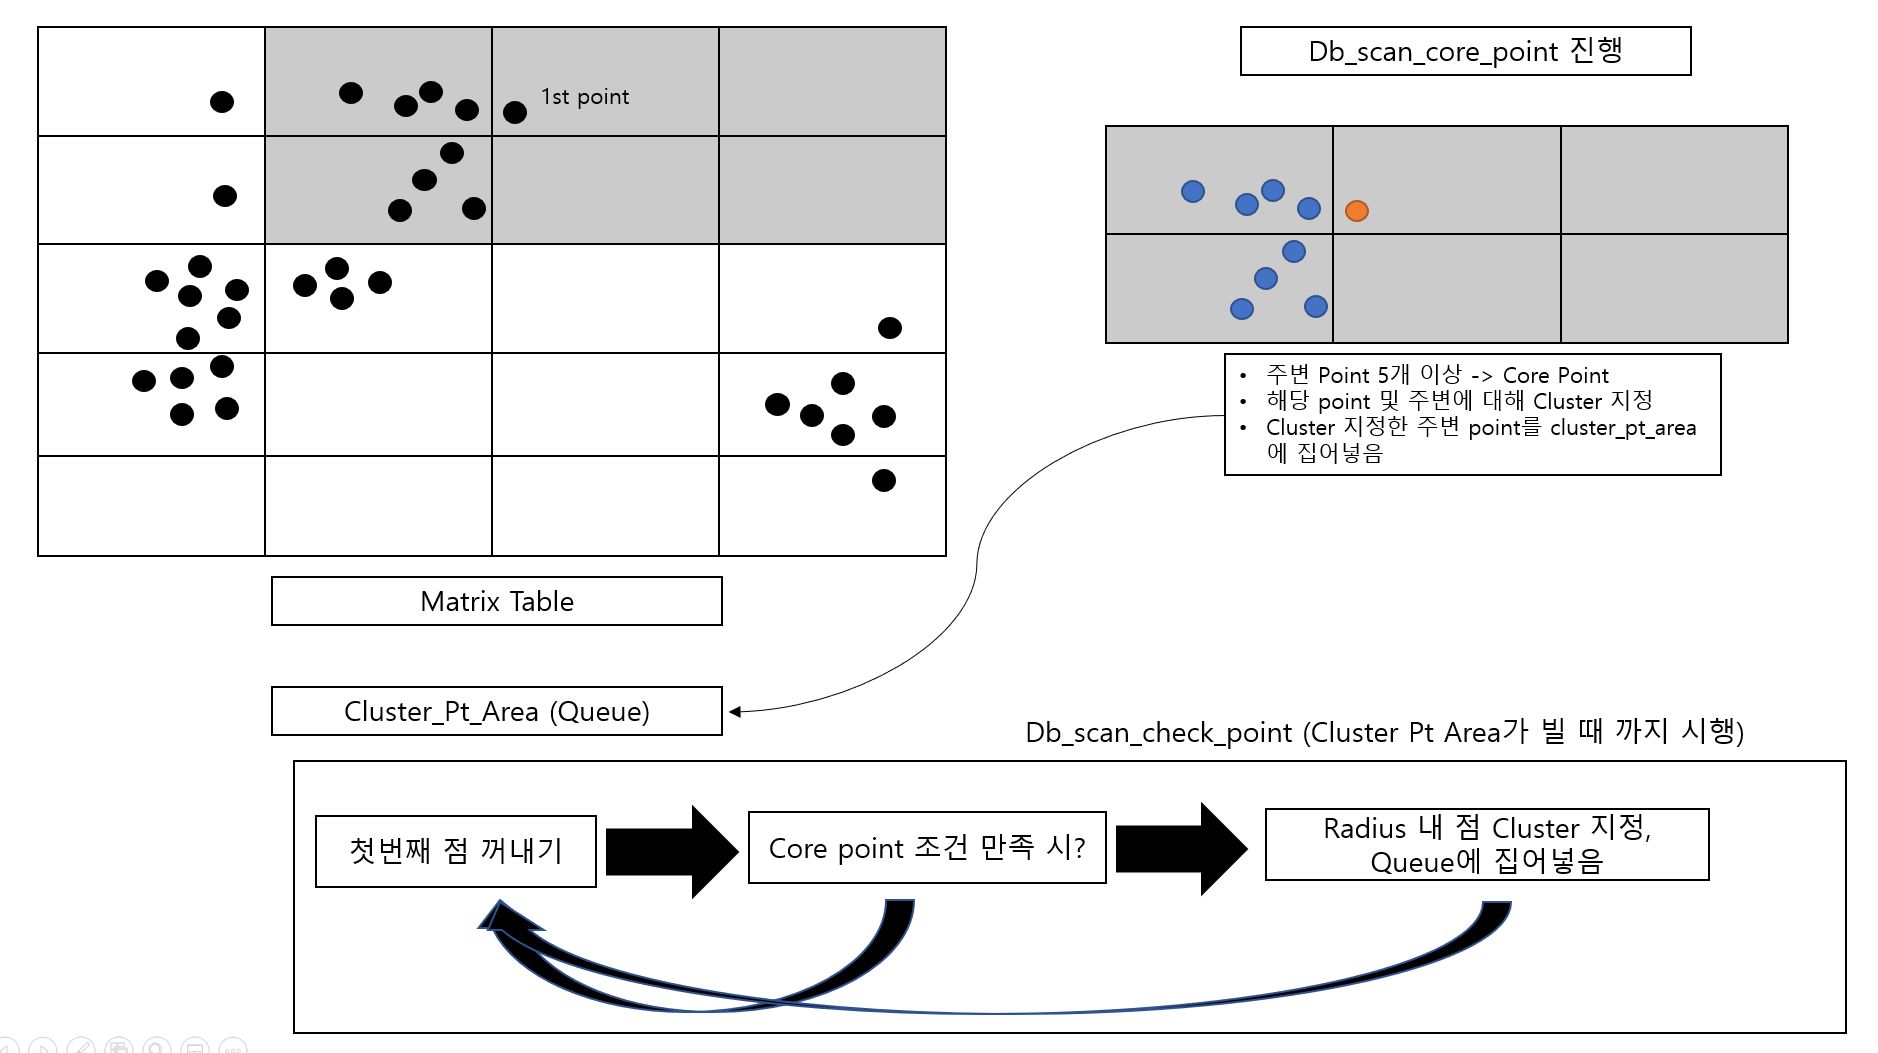 1st point
Db_scan_core_point 진행
• 주변 Point 5개 이상 -> Core Point
• 해당 point 및 주변에 대해 Cluster 지정
• Cluster 지정한 주변 point를 cluster_pt_area
에 집어넣음
Matrix Table
Cluster_Pt_Area (Queue)
Db_scan_check_point (Cluster Pt Area가 빌 때 까지 시행)
첫번째 점 꺼내기
Core point 조건 만족 시?
Radius 내 점 Cluster 지정,
Queue에 집어넣음